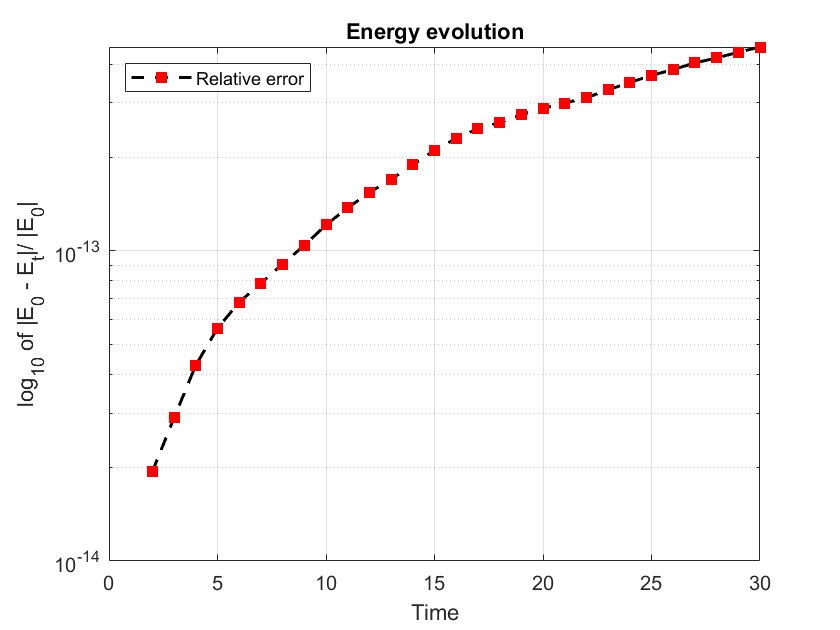 Energy evolution
Relative error
log₁₀ of |E₀ - Eₜ|/ |E₀|
10⁻¹³
10⁻¹⁴
0 5 10 15 20 25 30
Time